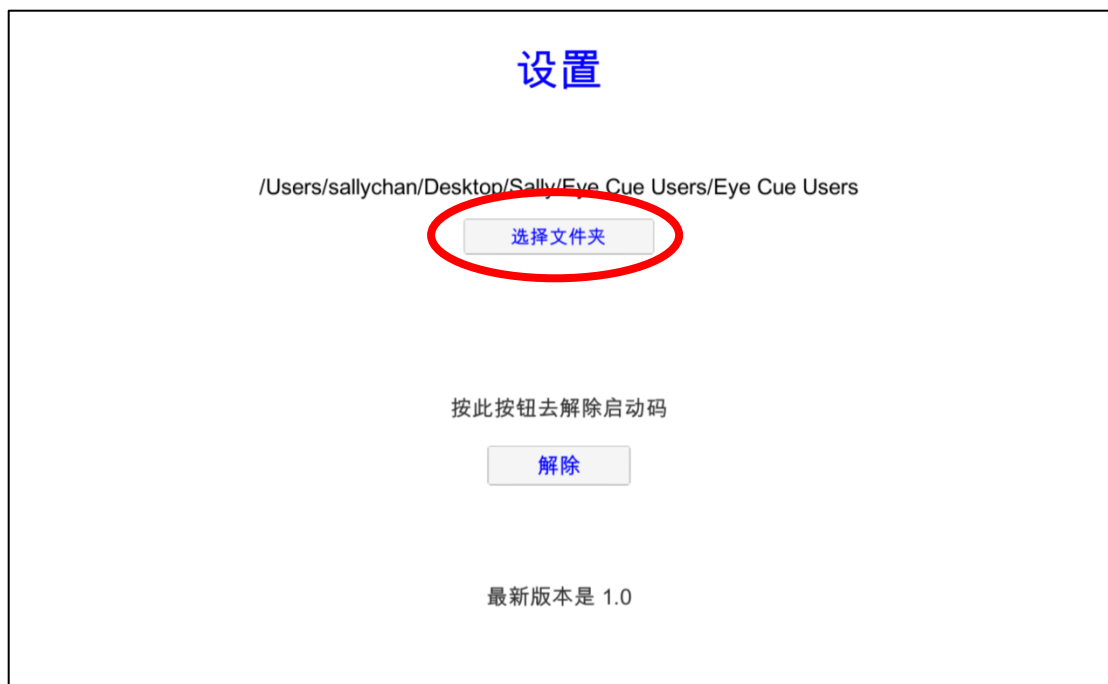 设置
/Users/sallychan/Desktop/Sally/Eye Cue Users/Eye Cue Users
选择文件夹
按此按钮去解除启动码
解除
最新版本是 1.0